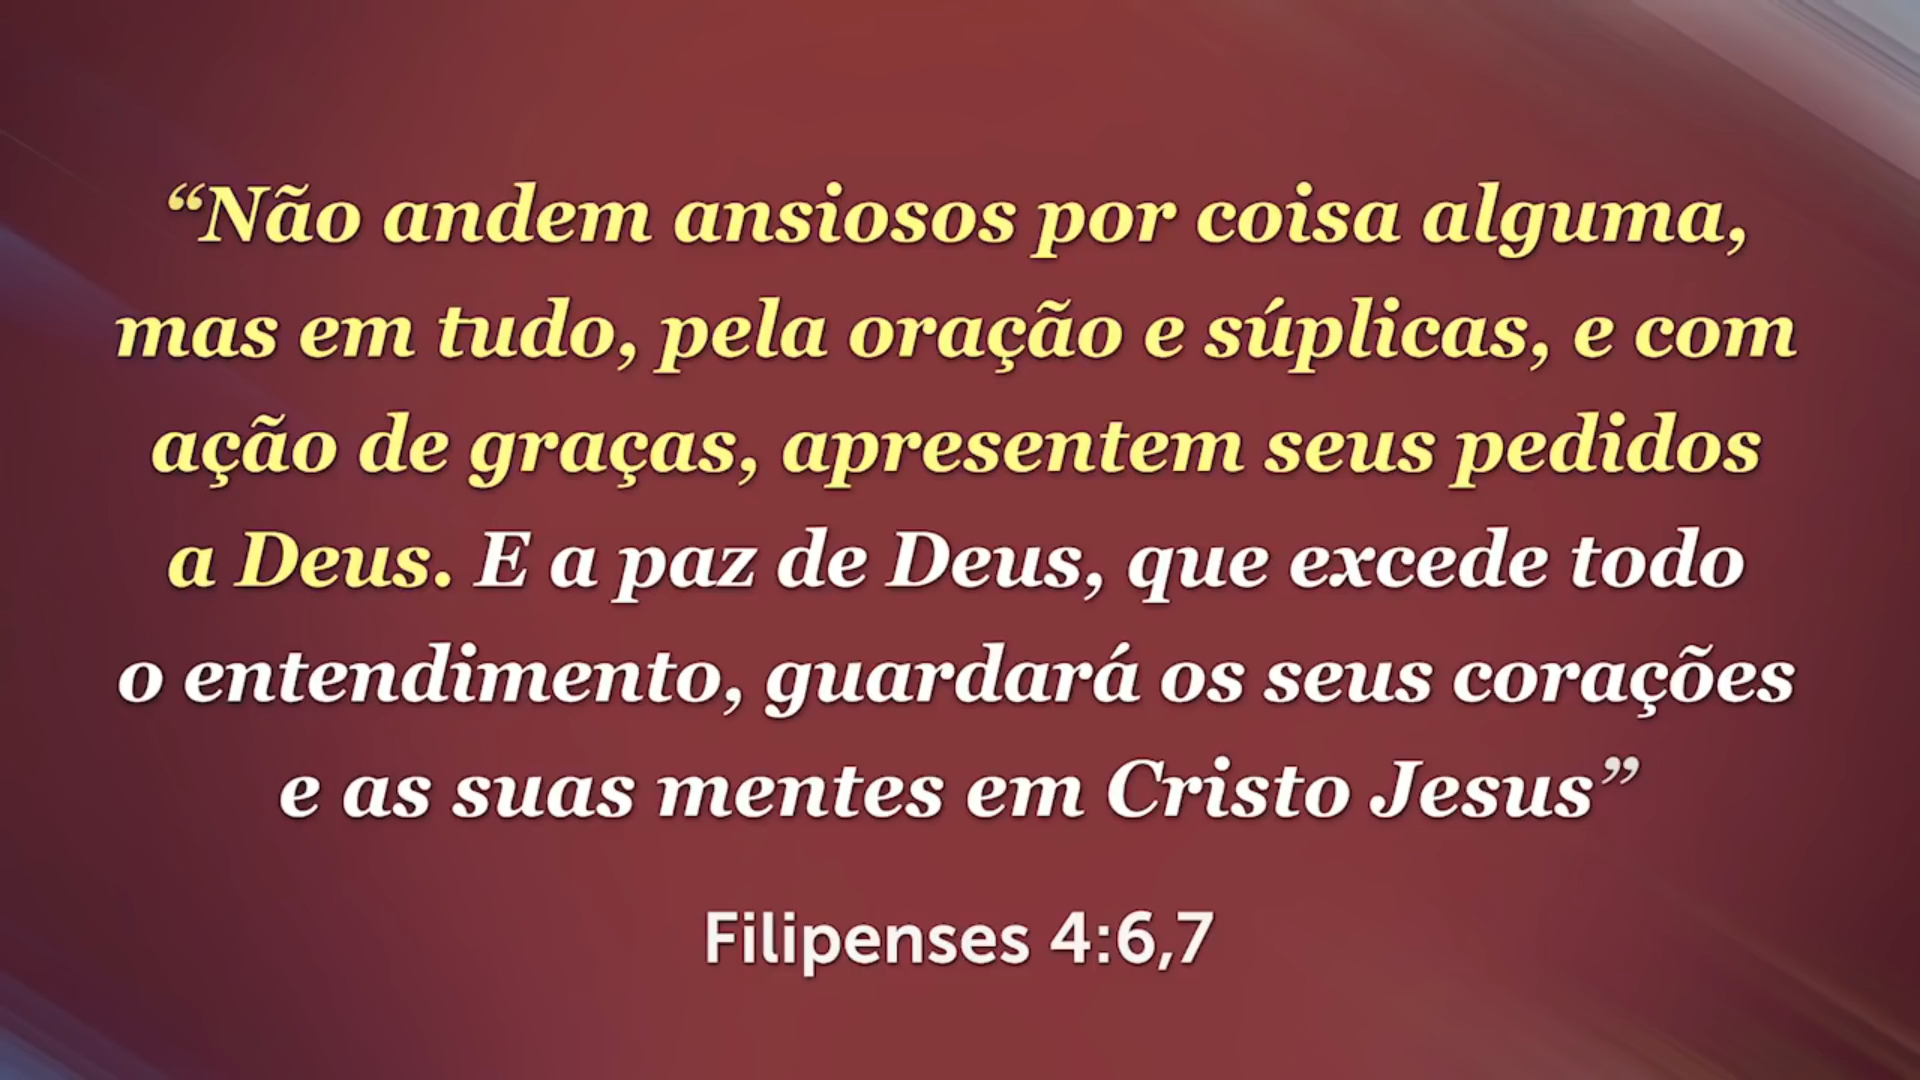 “Não andem ansiosos por coisa alguma,
mas em tudo, pela oração e súplicas, e com
ação de graças, apresentem seus pedidos
a Deus. E a paz de Deus, que excede todo
o entendimento, guardará os seus corações
e as suas mentes em Cristo Jesus”
Filipenses 4:6,7